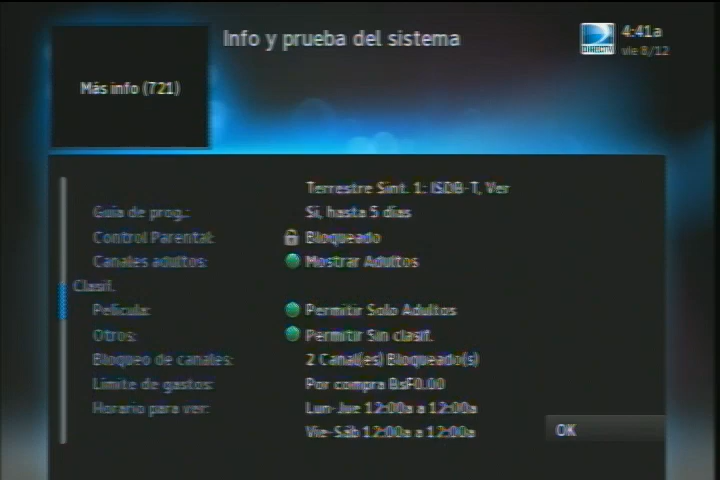 Info y prueba del sistema
DIRECTV
4:41a
vie 8/12
Más info (721)
Terrestre Sint. 1: ISDB-T, Ver
Guía de prog.: Sí, hasta 5 días
Control Parental: Bloqueado
Canales adultos: Mostrar Adultos
Clasif.
Película: Permitir Solo Adultos
Otros: Permitir Sin clasif.
Bloqueo de canales: 2 Canal(es) Bloqueado(s)
Límite de gastos: Por compra BsF0.00
Horario para ver: Lun-Jue 12:00a a 12:00a
Vie-Sáb 12:00a a 12:00a
OK